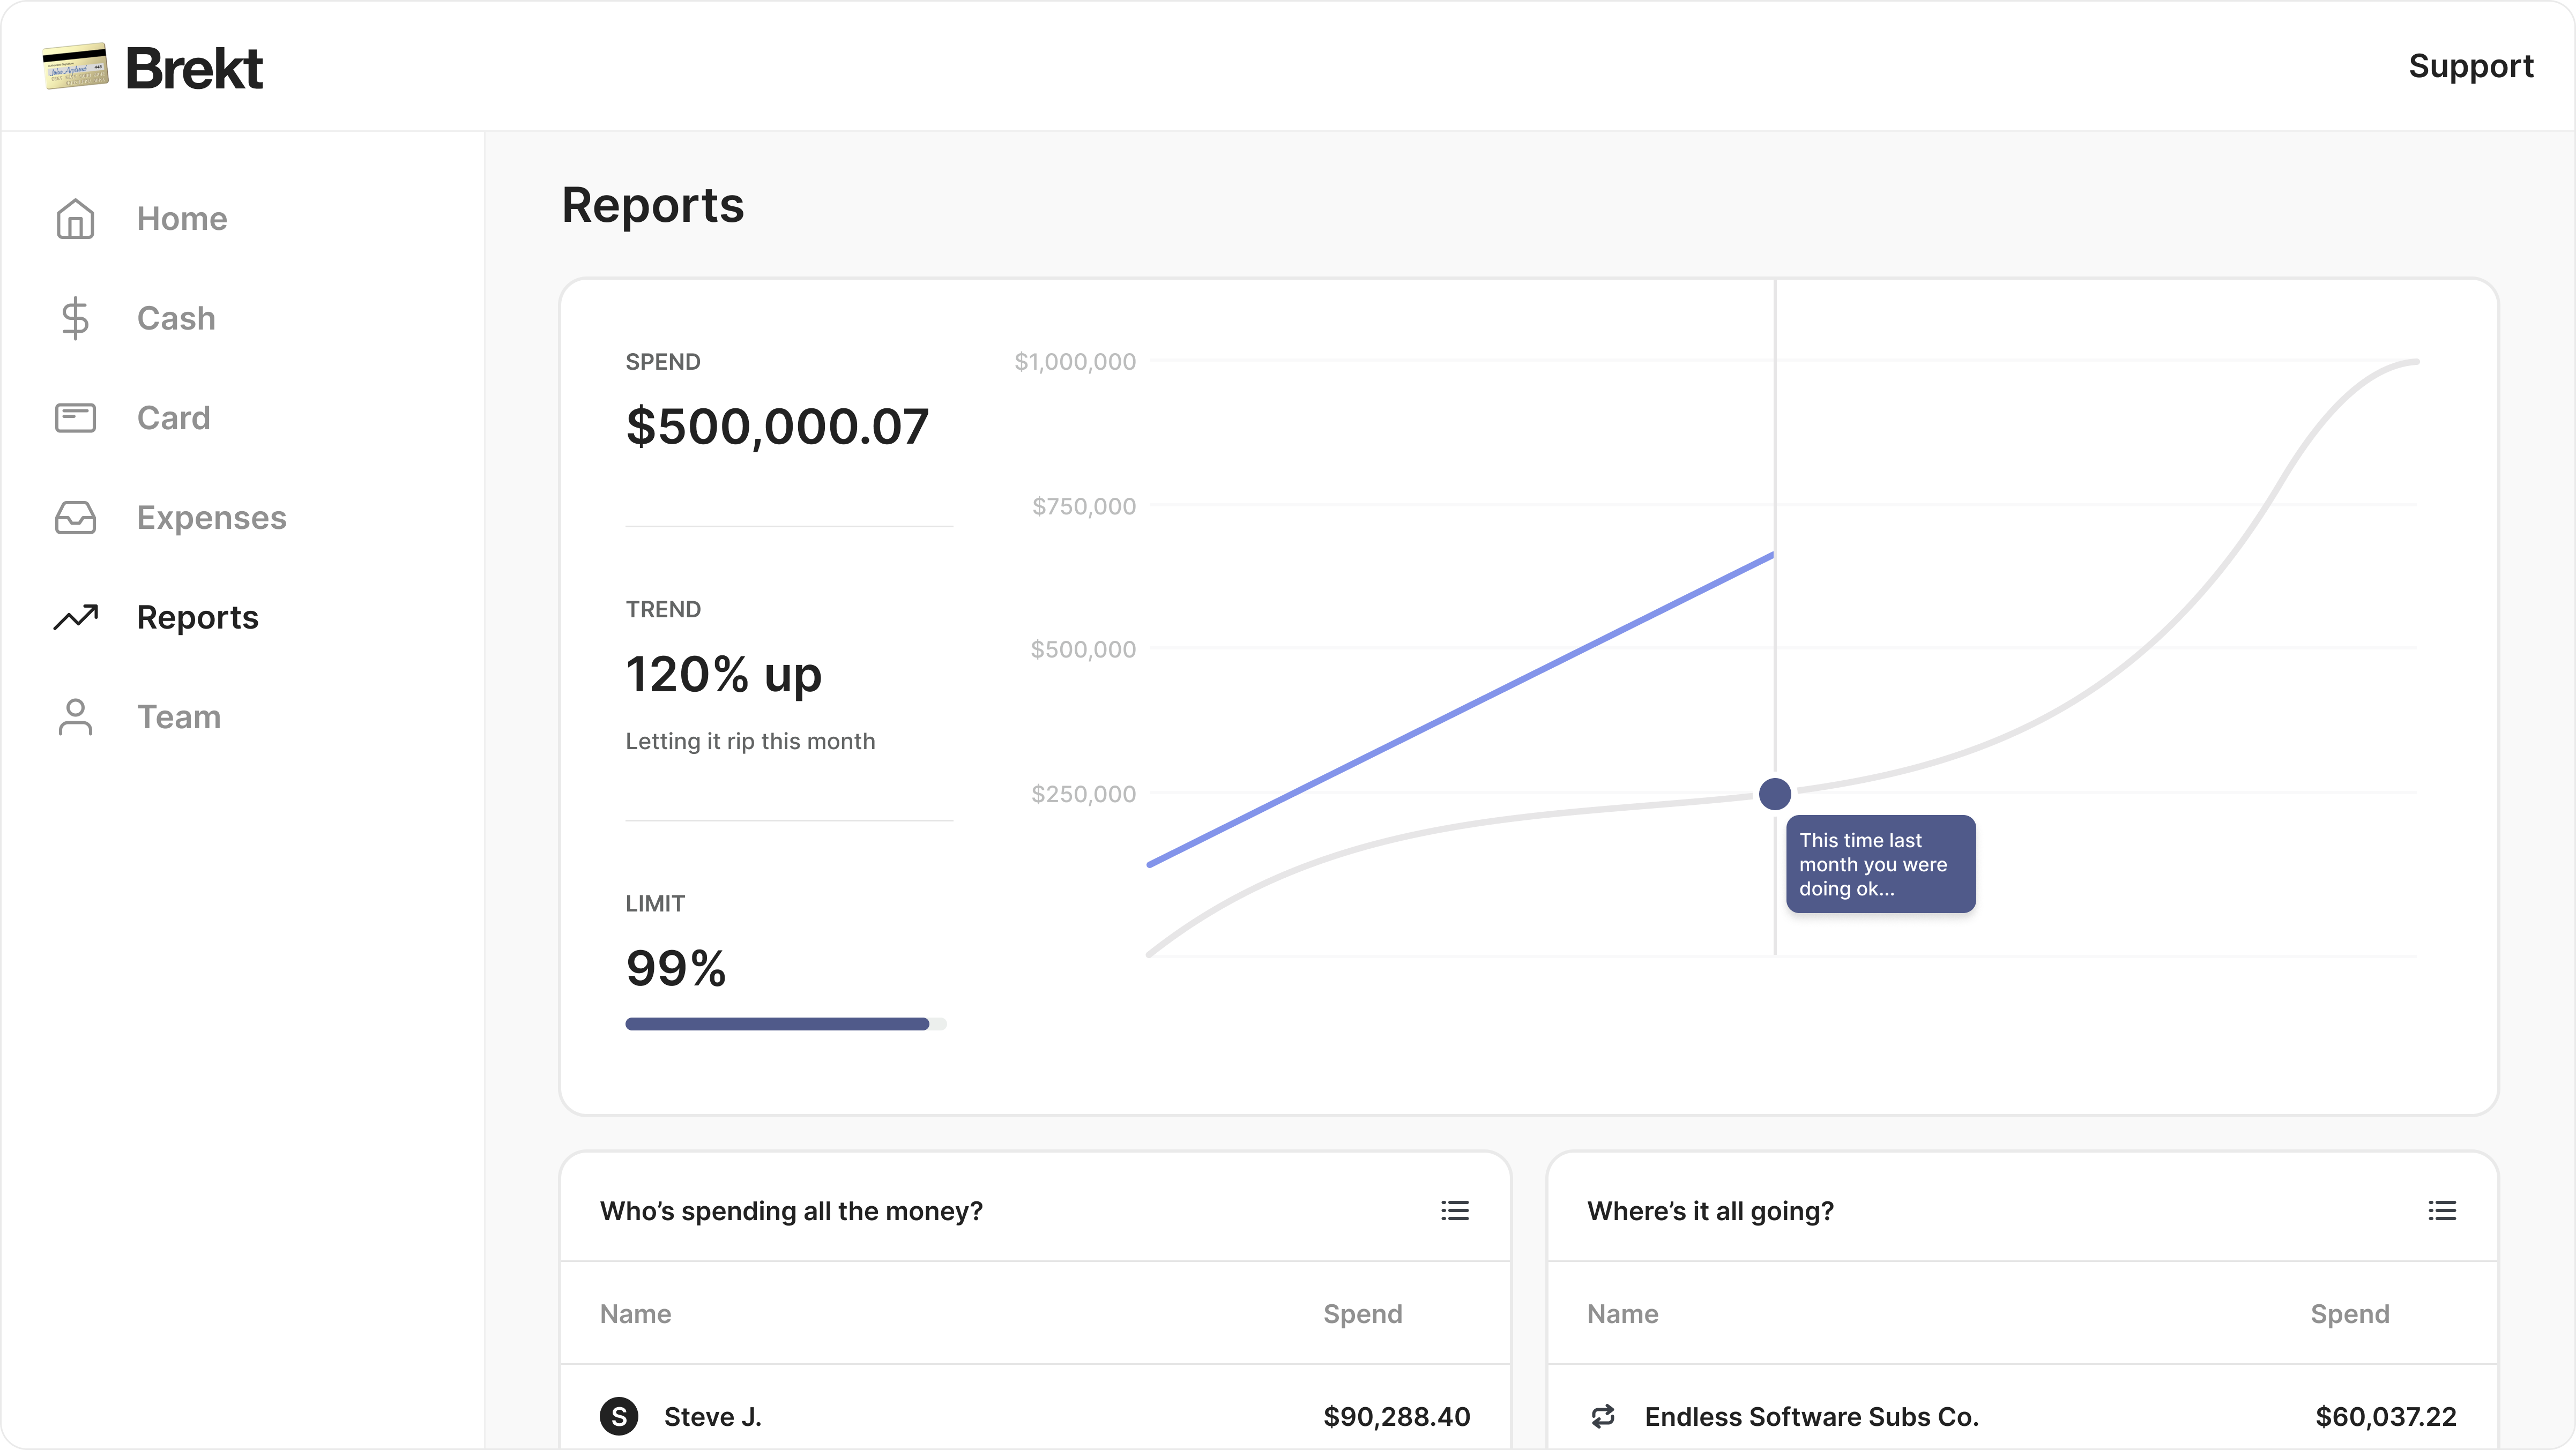 Brekt
Support
Home
Cash
Card
Expenses
Reports
Team
Reports
SPEND
$500,000.07
TREND
120% up
Letting it rip this month
LIMIT
99%
$1,000,000
$750,000
$500,000
$250,000
This time last
month you were
doing ok...
Who’s spending all the money?
Name Spend
S Steve J. $90,288.40
Where’s it all going?
Name Spend
Endless Software Subs Co. $60,037.22